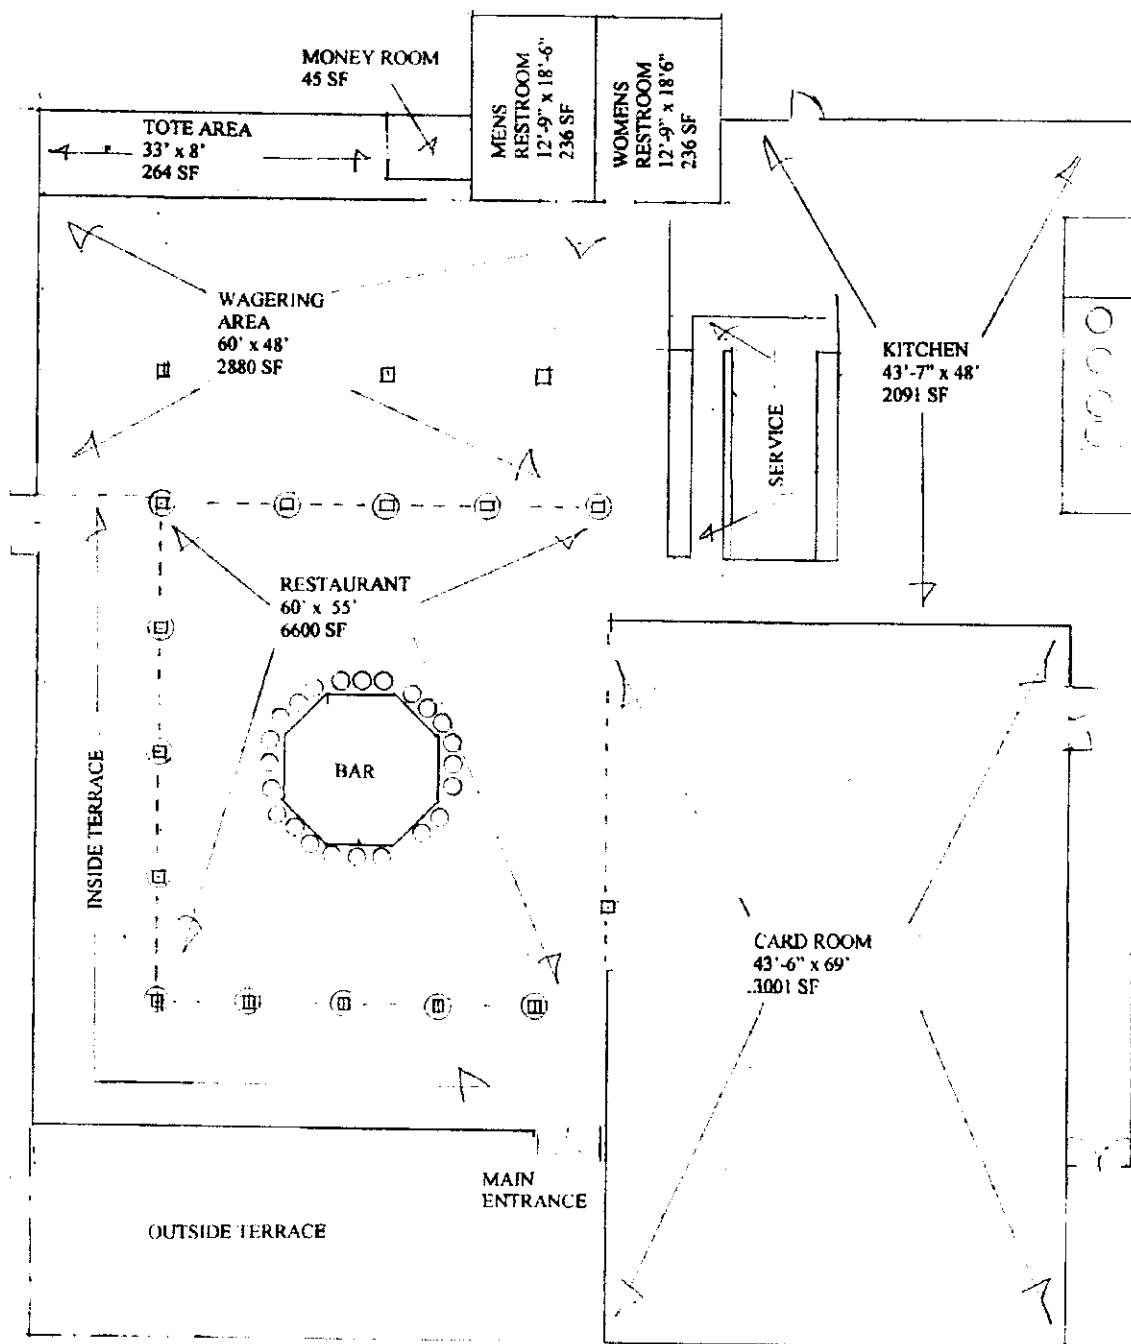 MONEY ROOM
45 SF
MENS
RESTROOM
12'-9" x 18'-6"
236 SF
WOMENS
RESTROOM
12'-9" x 18'6"
236 SF
TOTE AREA
33' x 8'
264 SF
WAGERING
AREA
60' x 48'
2880 SF
KITCHEN
43'-7" x 48'
2091 SF
SERVICE
RESTAURANT
60' x 55'
6600 SF
BAR
INSIDE TERRACE
CARD ROOM
43'-6" x 69'
3001 SF
MAIN
ENTRANCE
OUTSIDE TERRACE